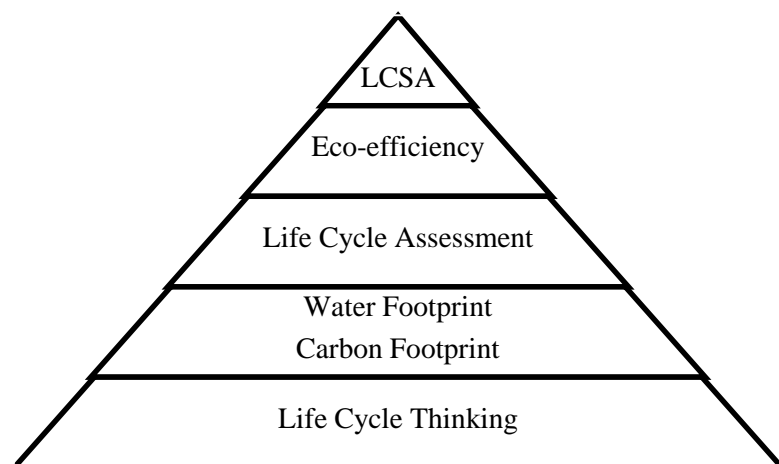 LCSA
Eco-efficiency
Life Cycle Assessment
Water Footprint
Carbon Footprint
Life Cycle Thinking